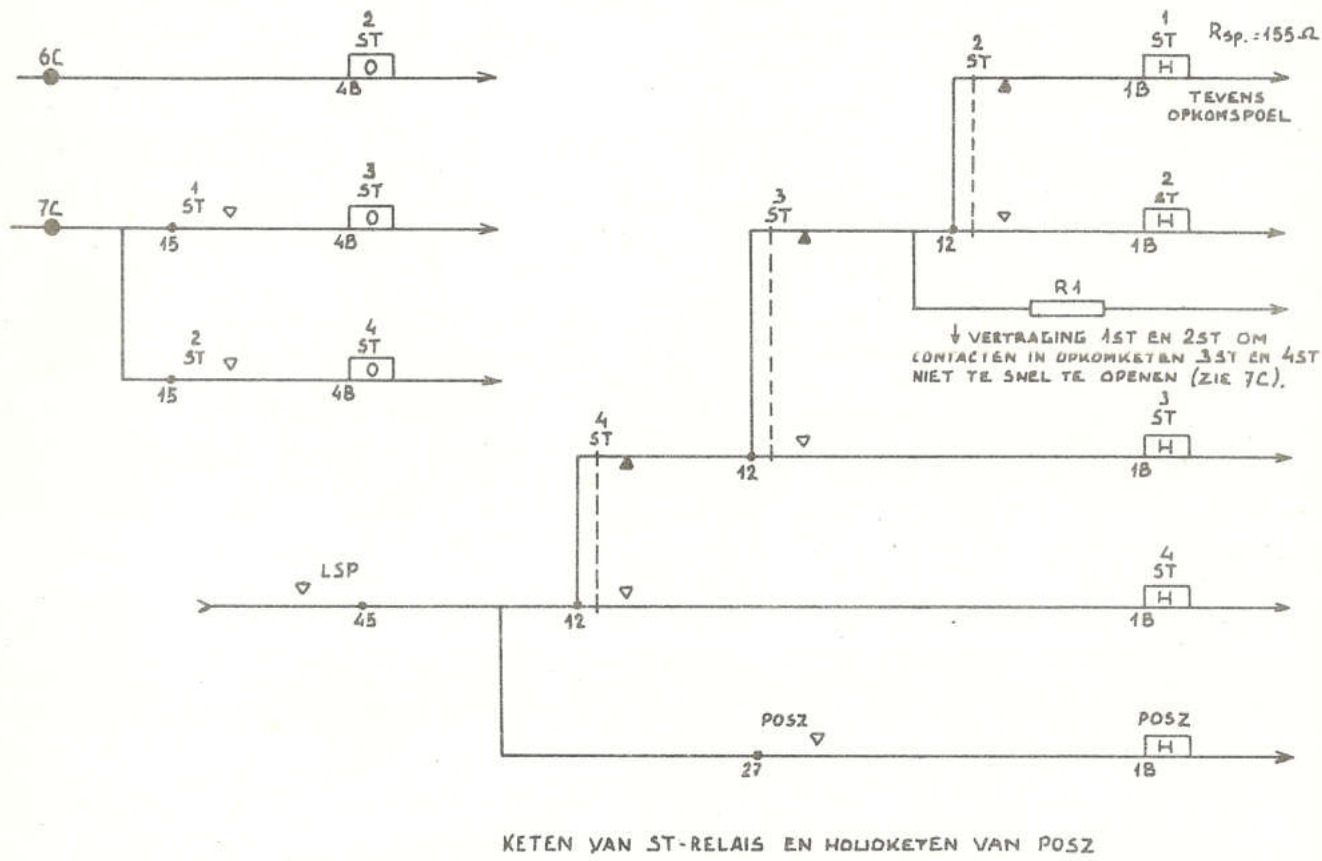 6C
2
ST
O
4B
7C
1
ST
15
3
ST
O
4B
2
ST
15
4
ST
O
4B
2
ST
1
ST
H
1B
Rsp.=155Ω
TEVENS
OPKOMSPOEL
3
ST
12
2
ST
H
1B
R1
↓ VERTRAGING 1ST EN 2ST OM
CONTACTEN IN OPKOMKETEN 3ST EN 4ST
NIET TE SNEL TE OPENEN (ZIE 7C).
4
ST
12
3
ST
H
1B
LSP
45
12
4
ST
H
1B
POSZ
27
POSZ
H
1B
KETEN VAN ST-RELAIS EN HOUDKETEN VAN POSZ